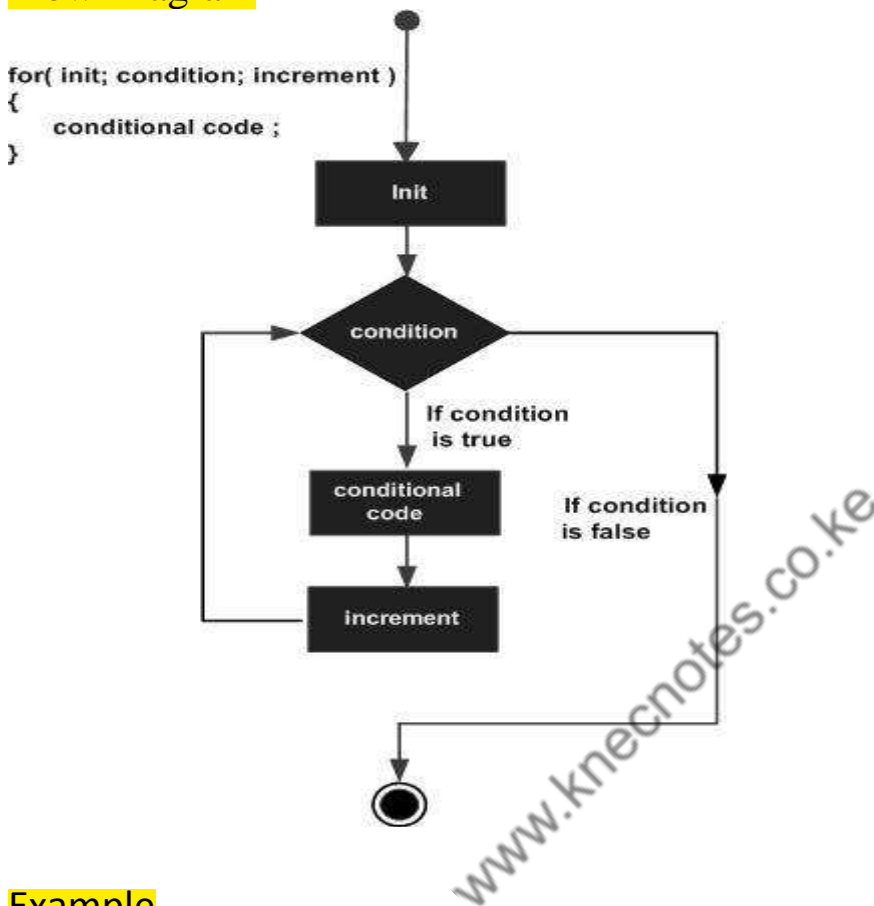 for( init; condition; increment )
{
conditional code ;
}
Init
condition
If condition
is true
conditional
code
If condition
is false
increment
www.knecnotes.co.ke
Example